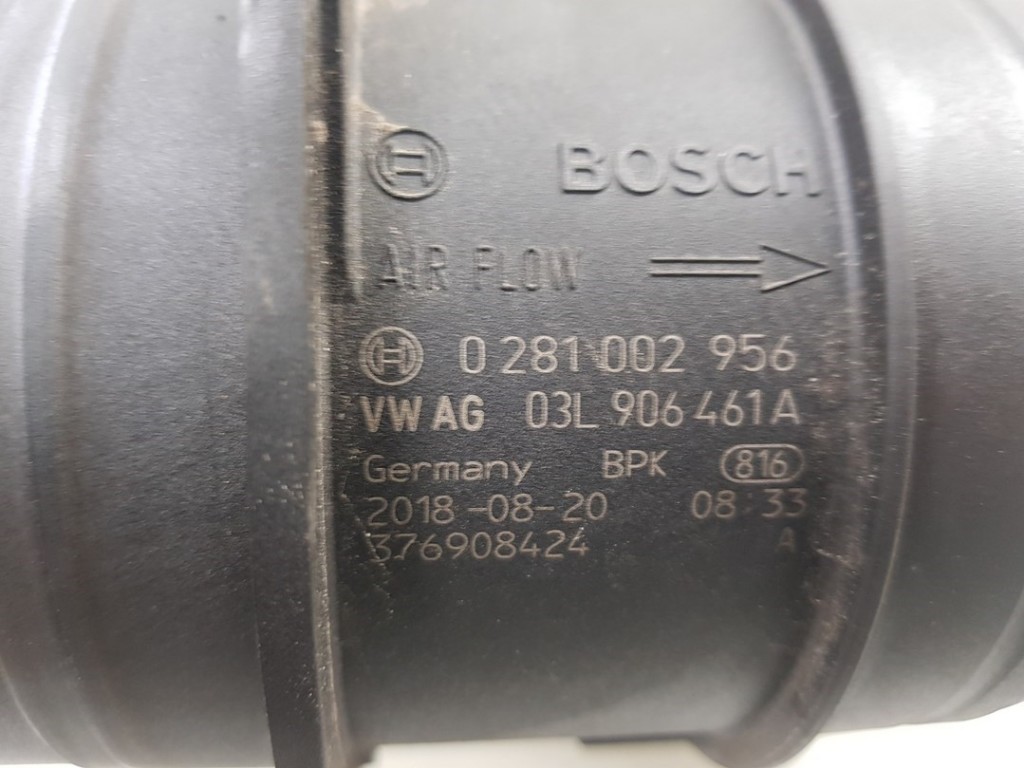 BOSCH
AIR FLOW
0 281 002 956
VW AG 03L 906 461 A
Germany BPK 816
2018-08-20 08:33
376908424 A